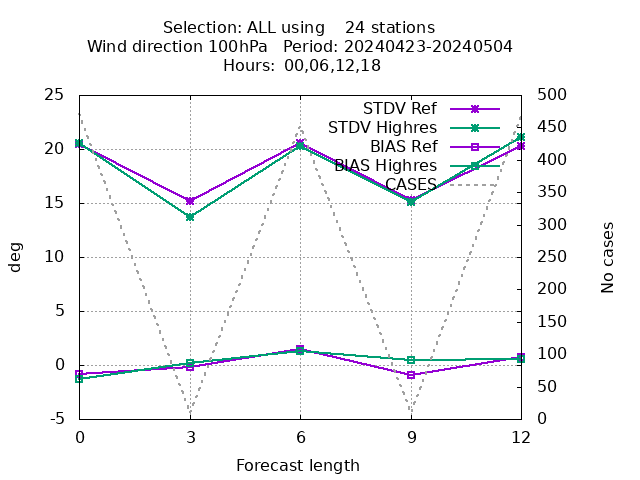 Selection: ALL using    24 stations
Wind direction 100hPa   Period: 20240423-20240504
Hours: 00,06,12,18
STDV Ref
STDV Highres
BIAS Ref
BIAS Highres
CASES
25
20
15
10
5
0
-5
deg
500
450
400
350
300
250
200
150
100
50
0
No cases
0 3 6 9 12
Forecast length